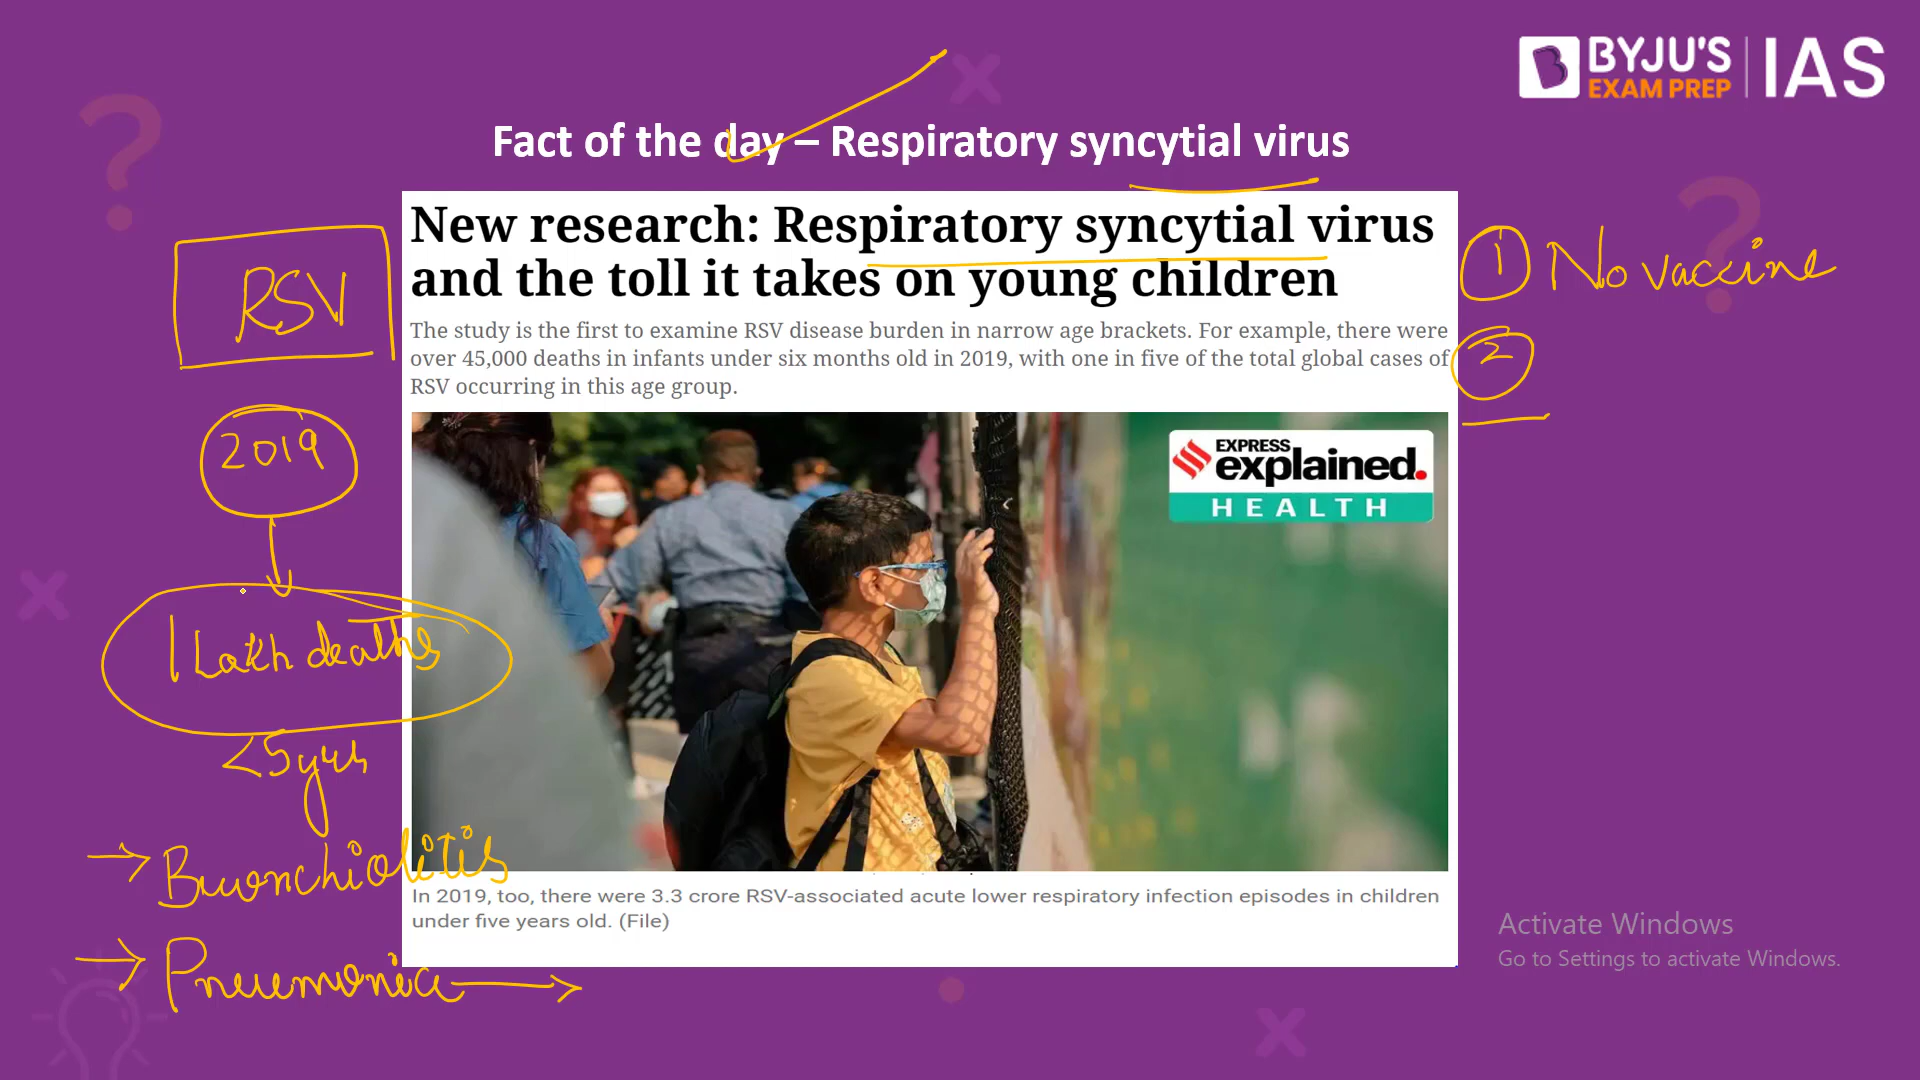 BYJU'S
EXAM PREP
IAS
Fact of the day – Respiratory syncytial virus
New research: Respiratory syncytial virus
and the toll it takes on young children
The study is the first to examine RSV disease burden in narrow age brackets. For example, there were
over 45,000 deaths in infants under six months old in 2019, with one in five of the total global cases of
RSV occurring in this age group.
EXPRESS
explained.
HEALTH
In 2019, too, there were 3.3 crore RSV-associated acute lower respiratory infection episodes in children
under five years old. (File)
RSV
2019
1 Lakh deaths
<5 yrs
→ Bronchiolitis
→ Pneumonia →
1 No vaccine
2
Activate Windows
Go to Settings to activate Windows.